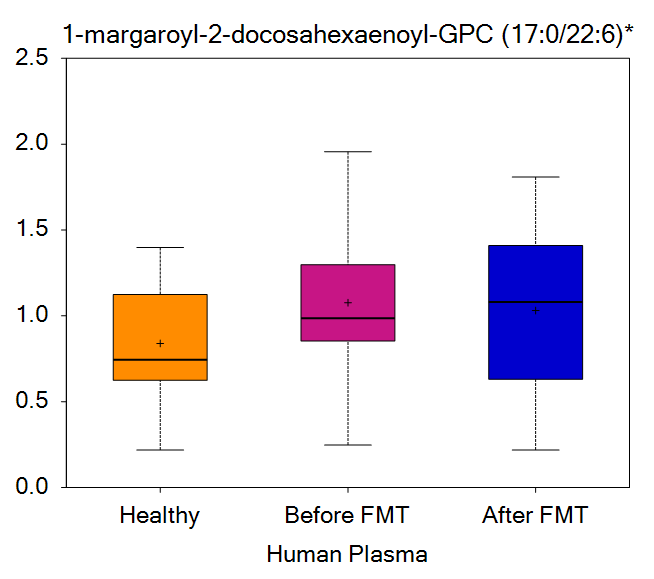 1-margaroyl-2-docosahexaenoyl-GPC (17:0/22:6)*
2.5
2.0
1.5
1.0
0.5
0.0
Healthy Before FMT After FMT
Human Plasma